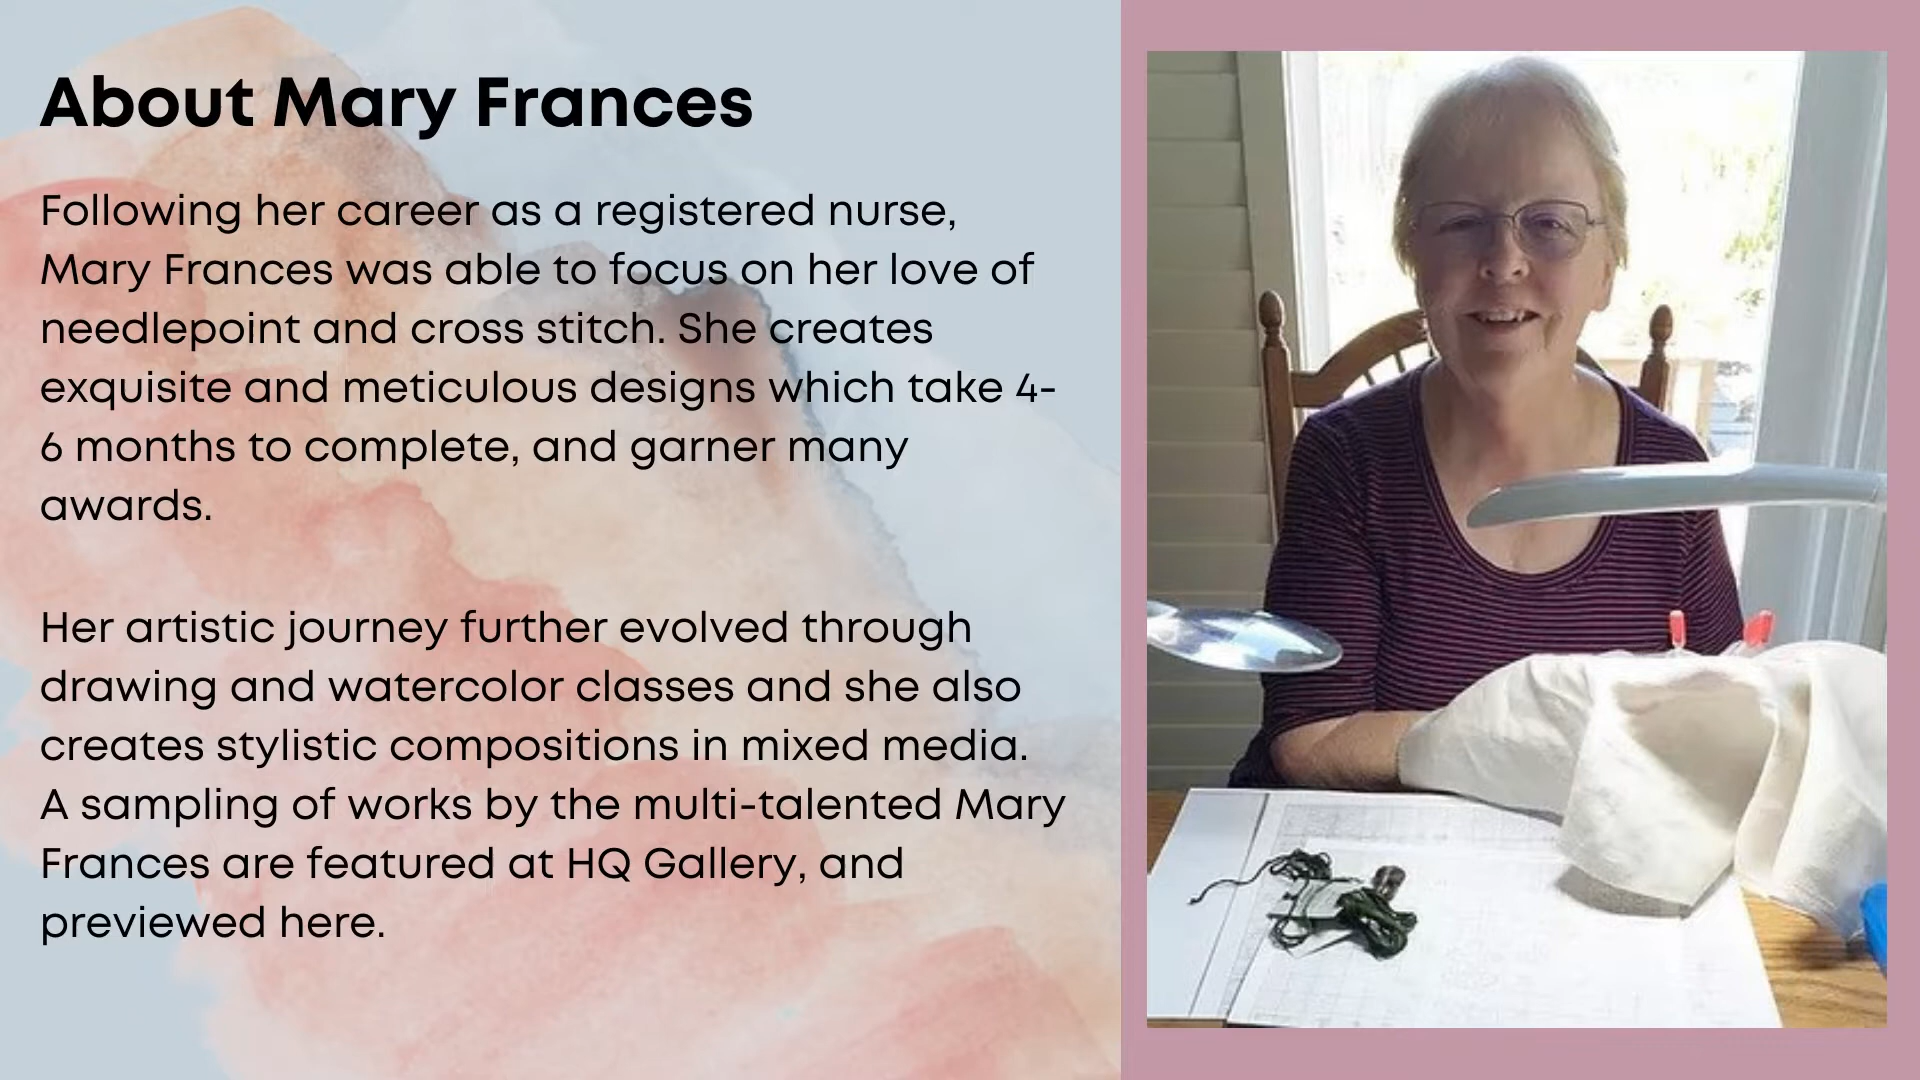 About Mary Frances
Following her career as a registered nurse,
Mary Frances was able to focus on her love of
needlepoint and cross stitch. She creates
exquisite and meticulous designs which take 4-
6 months to complete, and garner many
awards.
Her artistic journey further evolved through
drawing and watercolor classes and she also
creates stylistic compositions in mixed media.
A sampling of works by the multi-talented Mary
Frances are featured at HQ Gallery, and
previewed here.